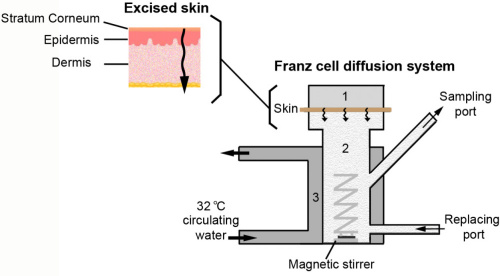 Excised skin
Stratum Corneum
Epidermis
Dermis
Franz cell diffusion system
Skin
1
2
3
Sampling
port
32 °C
circulating
water
Replacing
port
Magnetic stirrer